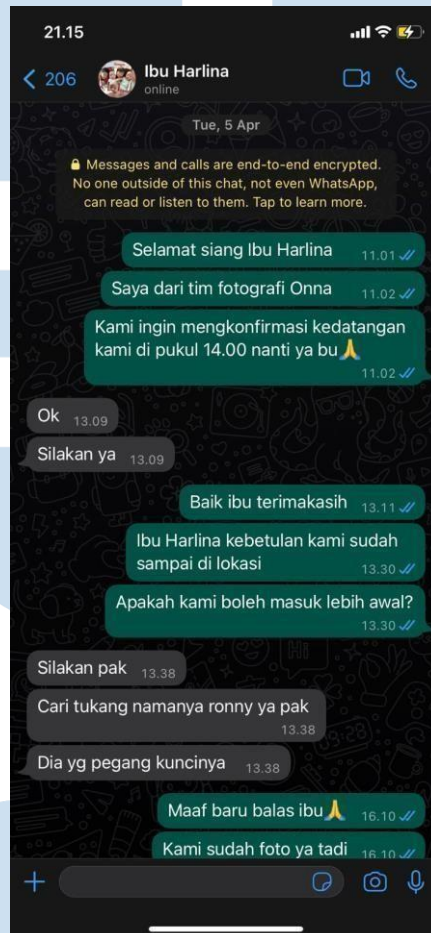 21.15
206
Ibu Harlina
online
Tue, 5 Apr
Messages and calls are end-to-end encrypted.
No one outside of this chat, not even WhatsApp,
can read or listen to them. Tap to learn more.
Selamat siang Ibu Harlina 11.01
Saya dari tim fotografi Onna 11.02
Kami ingin mengkonfirmasi kedatangan
kami di pukul 14.00 nanti ya bu🙏
11.02
Ok 13.09
Silakan ya 13.09
Baik ibu terimakasih 13.11
Ibu Harlina kebetulan kami sudah
sampai di lokasi 13.30
Apakah kami boleh masuk lebih awal?
13.30
Silakan pak 13.38
Cari tukang namanya ronny ya pak
13.38
Dia yg pegang kuncinya 13.38
Maaf baru balas ibu🙏 16.10
Kami sudah foto ya tadi 16.10